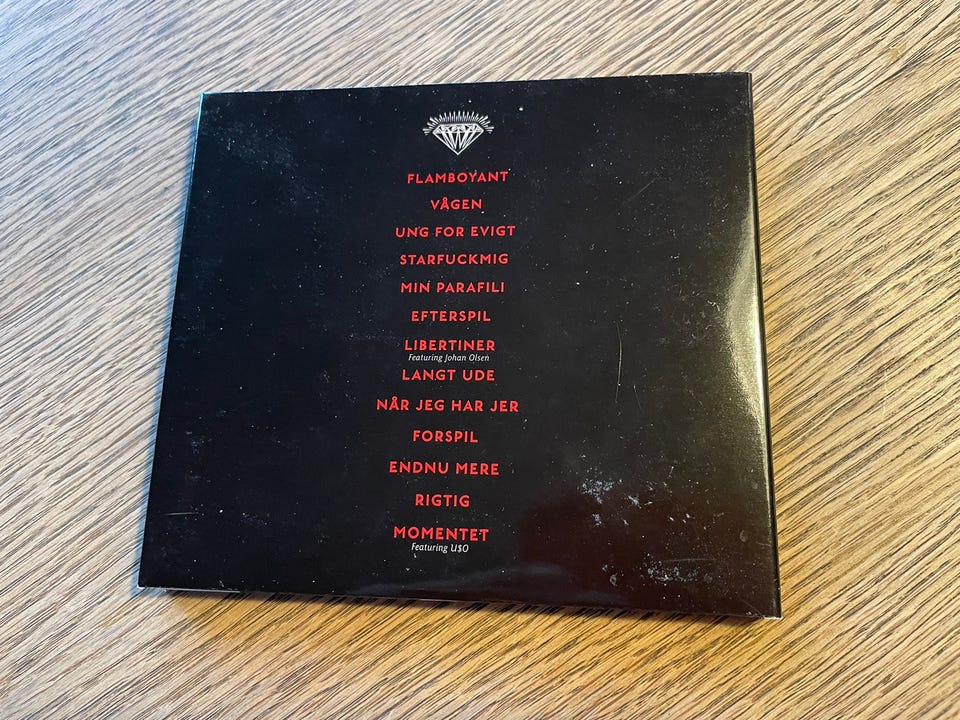 FLAMBOYANT
VÅGEN
UNG FOR EVIGT
STARFUCKMIG
MIN PARAFILI
EFTERSPIL
LIBERTINER
Featuring Johan Olsen
LANGT UDE
NÅR JEG HAR JER
FORSPIL
ENDNU MERE
RIGTIG
MOMENTET
Featuring U$O